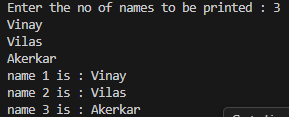 Enter the no of names to be printed : 3
Vinay
Vilas
Akerkar
name 1 is : Vinay
name 2 is : Vilas
name 3 is : Akerkar